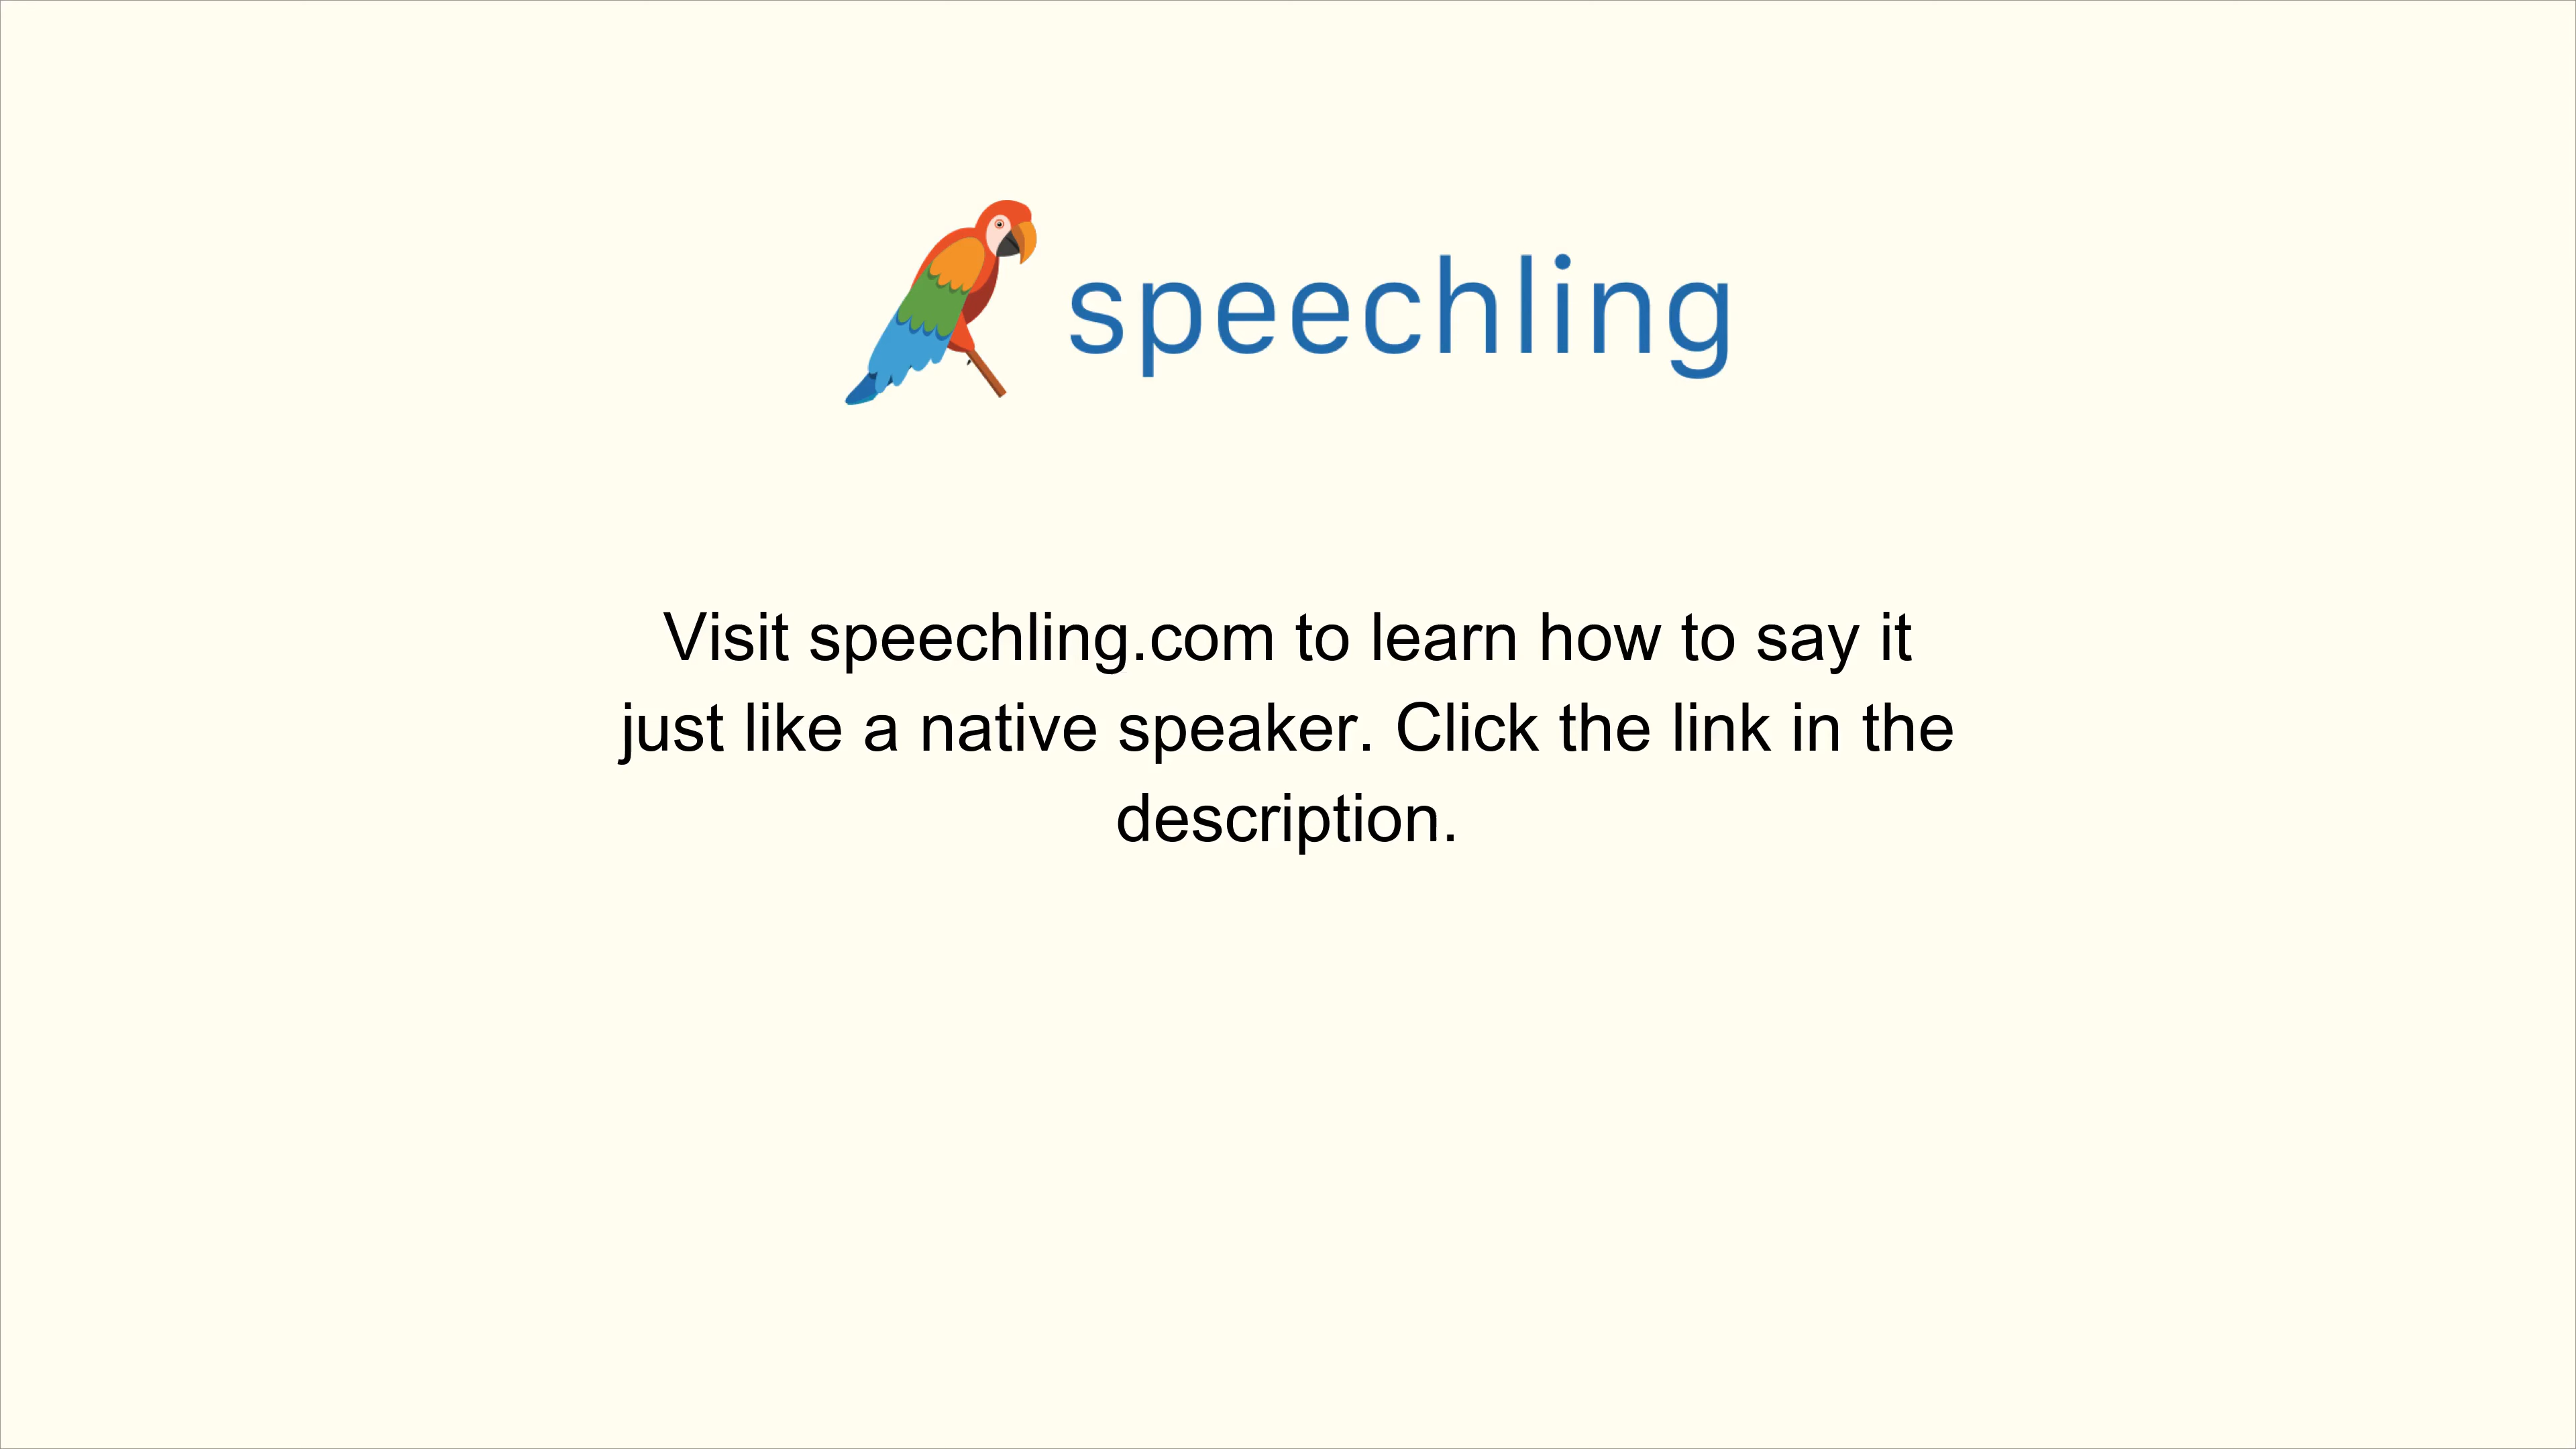 speechling
Visit speechling.com to learn how to say it
just like a native speaker. Click the link in the
description.